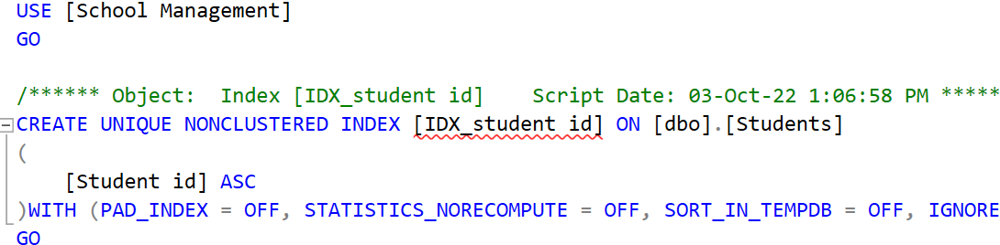 USE [School Management]
GO
/****** Object:  Index [IDX_student id]    Script Date: 03-Oct-22 1:06:58 PM *****
CREATE UNIQUE NONCLUSTERED INDEX [IDX_student id] ON [dbo].[Students]
(
    [Student id] ASC
)WITH (PAD_INDEX = OFF, STATISTICS_NORECOMPUTE = OFF, SORT_IN_TEMPDB = OFF, IGNORE
GO